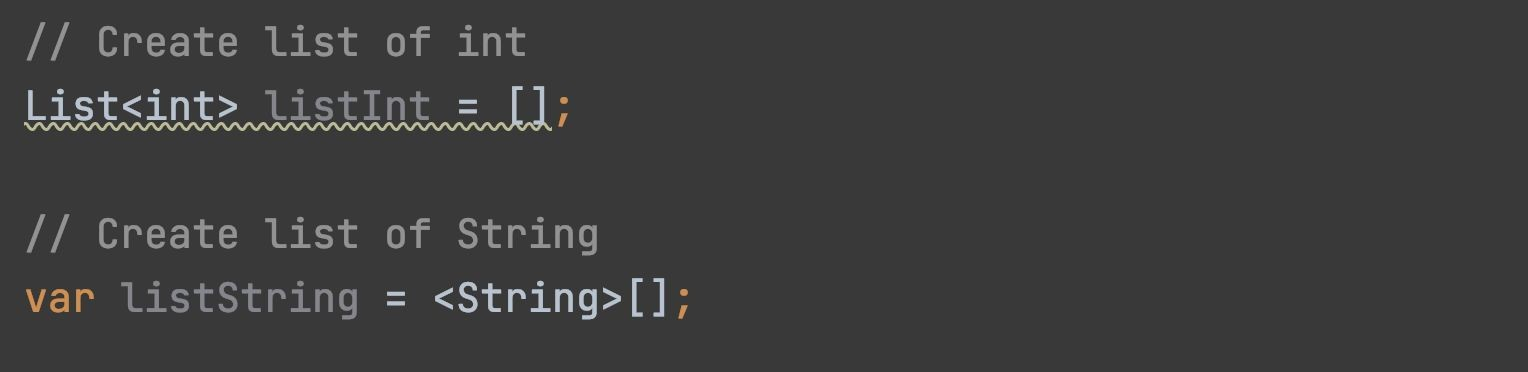 // Create list of int
List<int> listInt = [];
// Create list of String
var listString = <String>[];